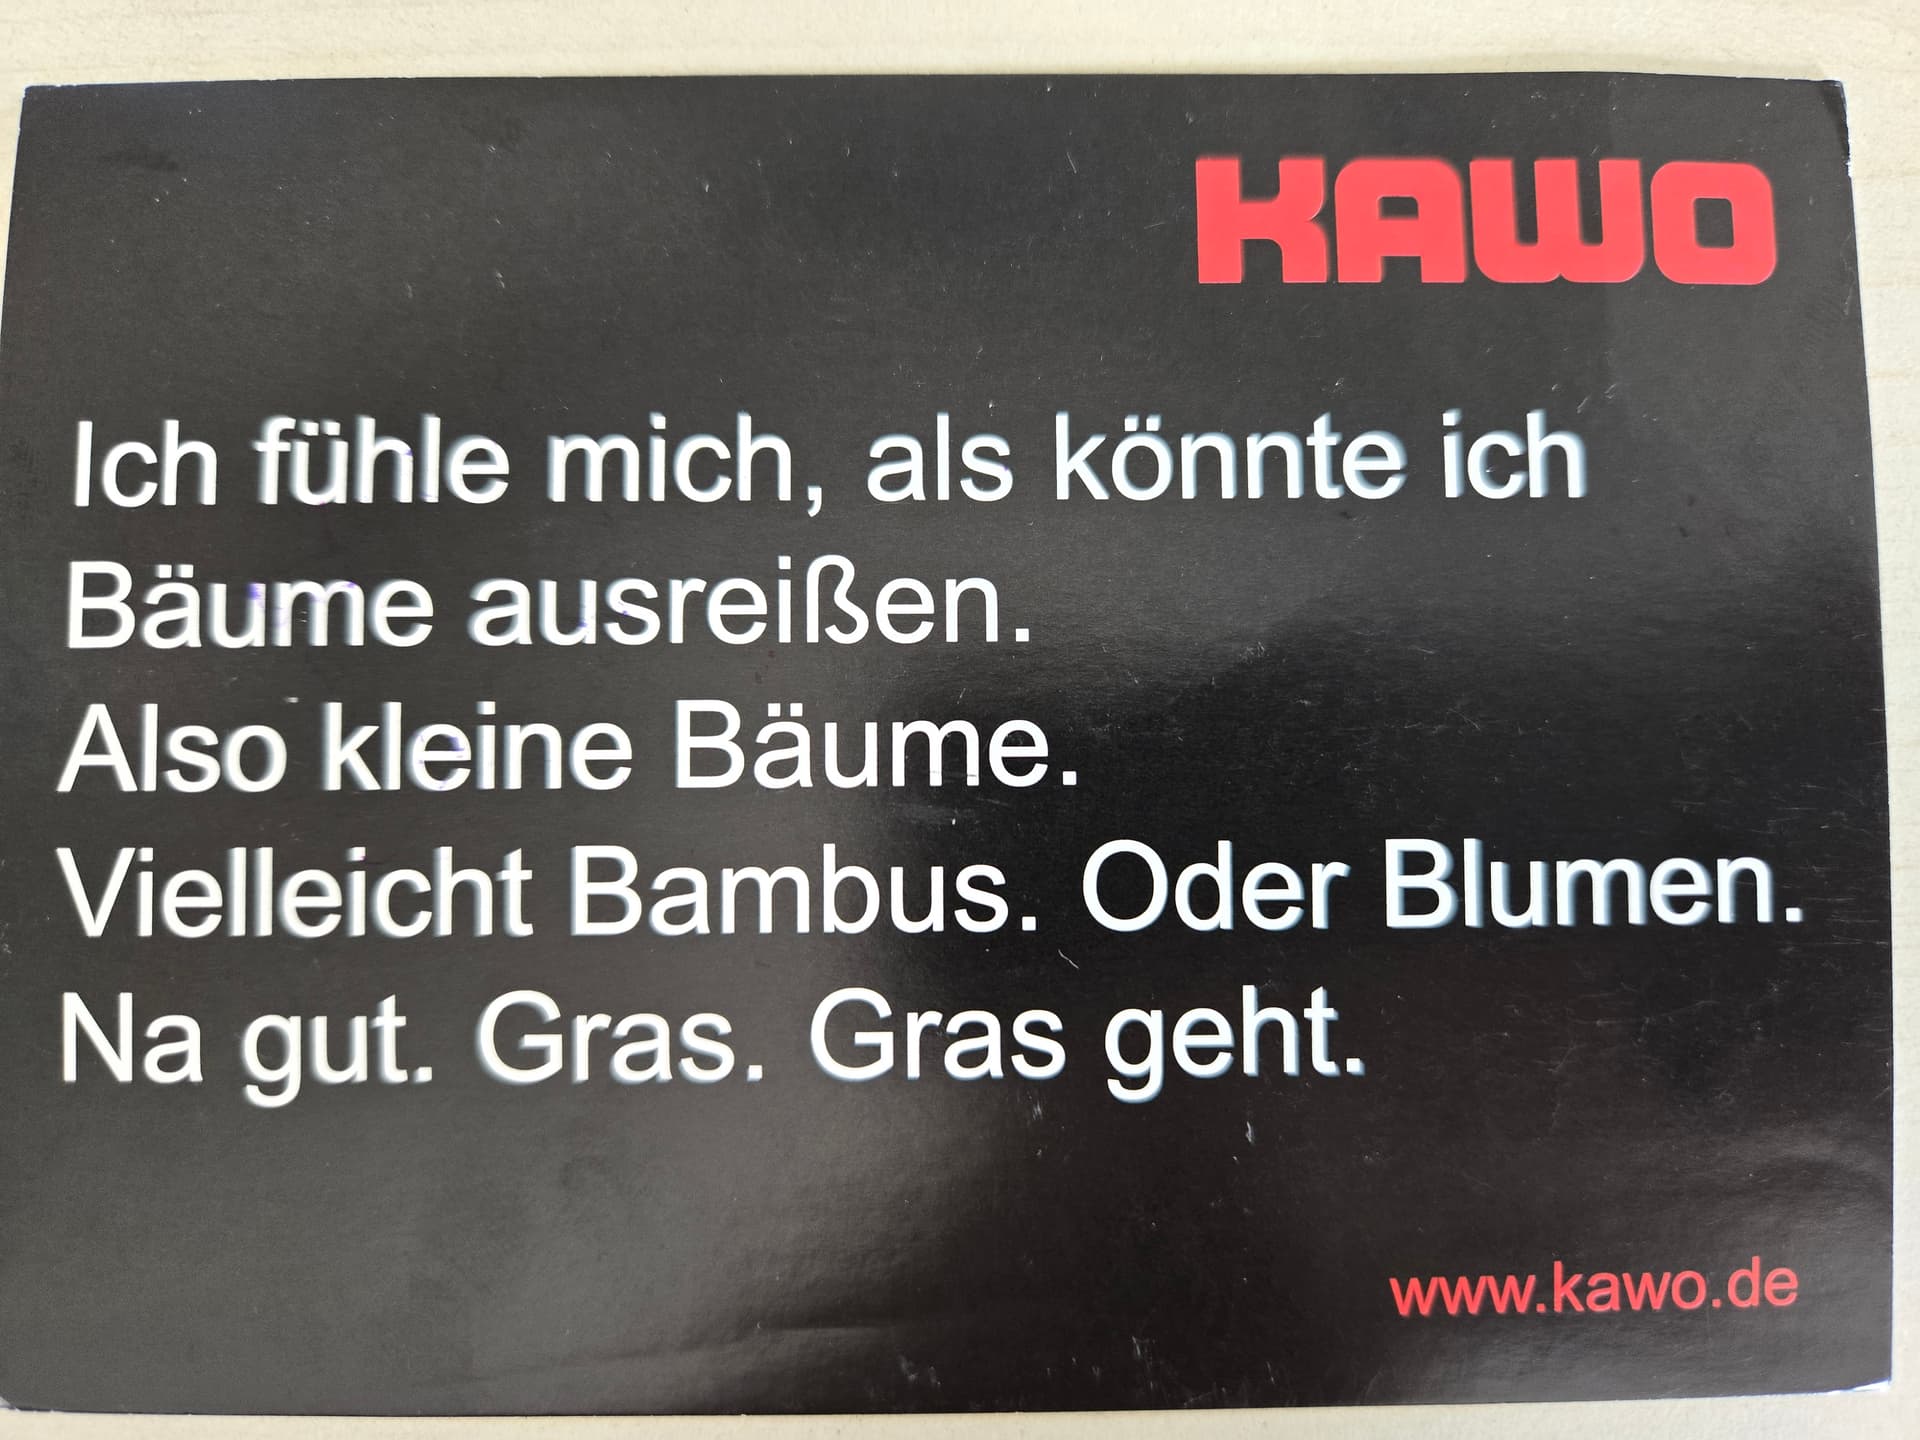 KAWO
Ich fühle mich, als könnte ich
Bäume ausreißen.
Also kleine Bäume.
Vielleicht Bambus. Oder Blumen.
Na gut. Gras. Gras geht.
www.kawo.de